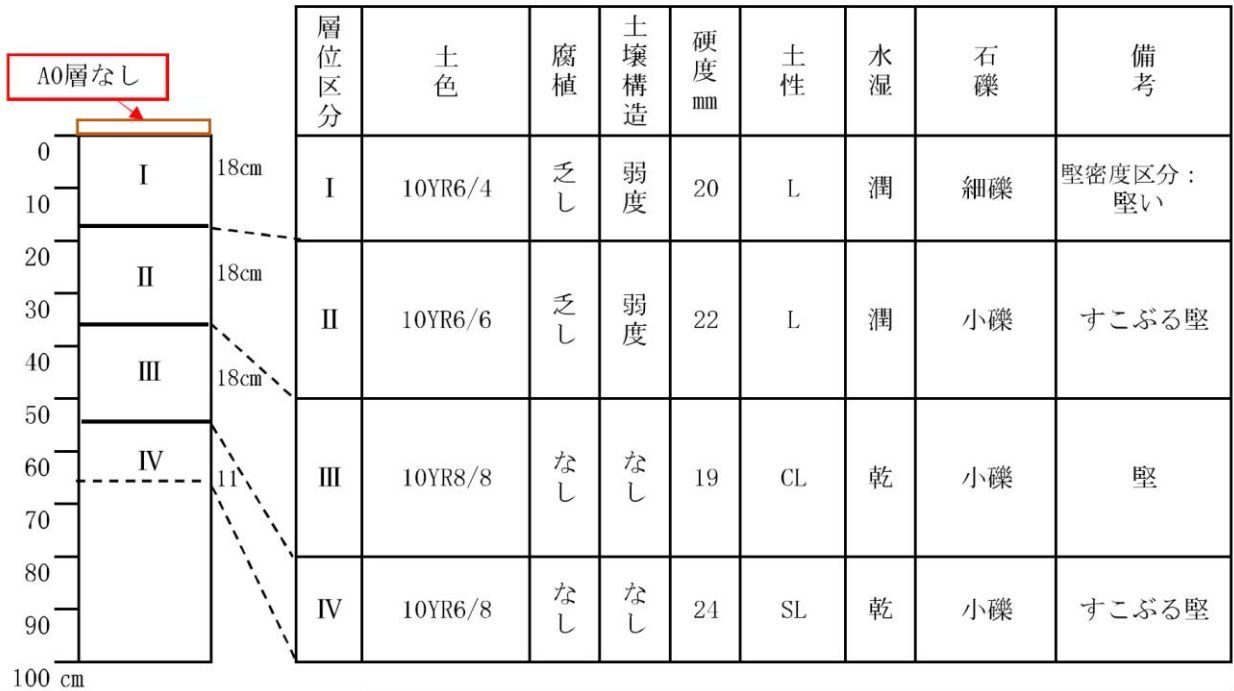 A0層なし
0
10
20
30
40
50
60
70
80
90
100 cm
Ⅰ
18cm
Ⅱ
18cm
Ⅲ
18cm
Ⅳ
11
層位区分 土色 腐植 土壌構造 硬度mm 土性 水湿 石礫 備考
Ⅰ 10YR6/4 乏し 弱度 20 L 潤 細礫 堅密度区分：
堅い
Ⅱ 10YR6/6 乏し 弱度 22 L 潤 小礫 すこぶる堅
Ⅲ 10YR8/8 なし なし 19 CL 乾 小礫 堅
Ⅳ 10YR6/8 なし なし 24 SL 乾 小礫 すこぶる堅